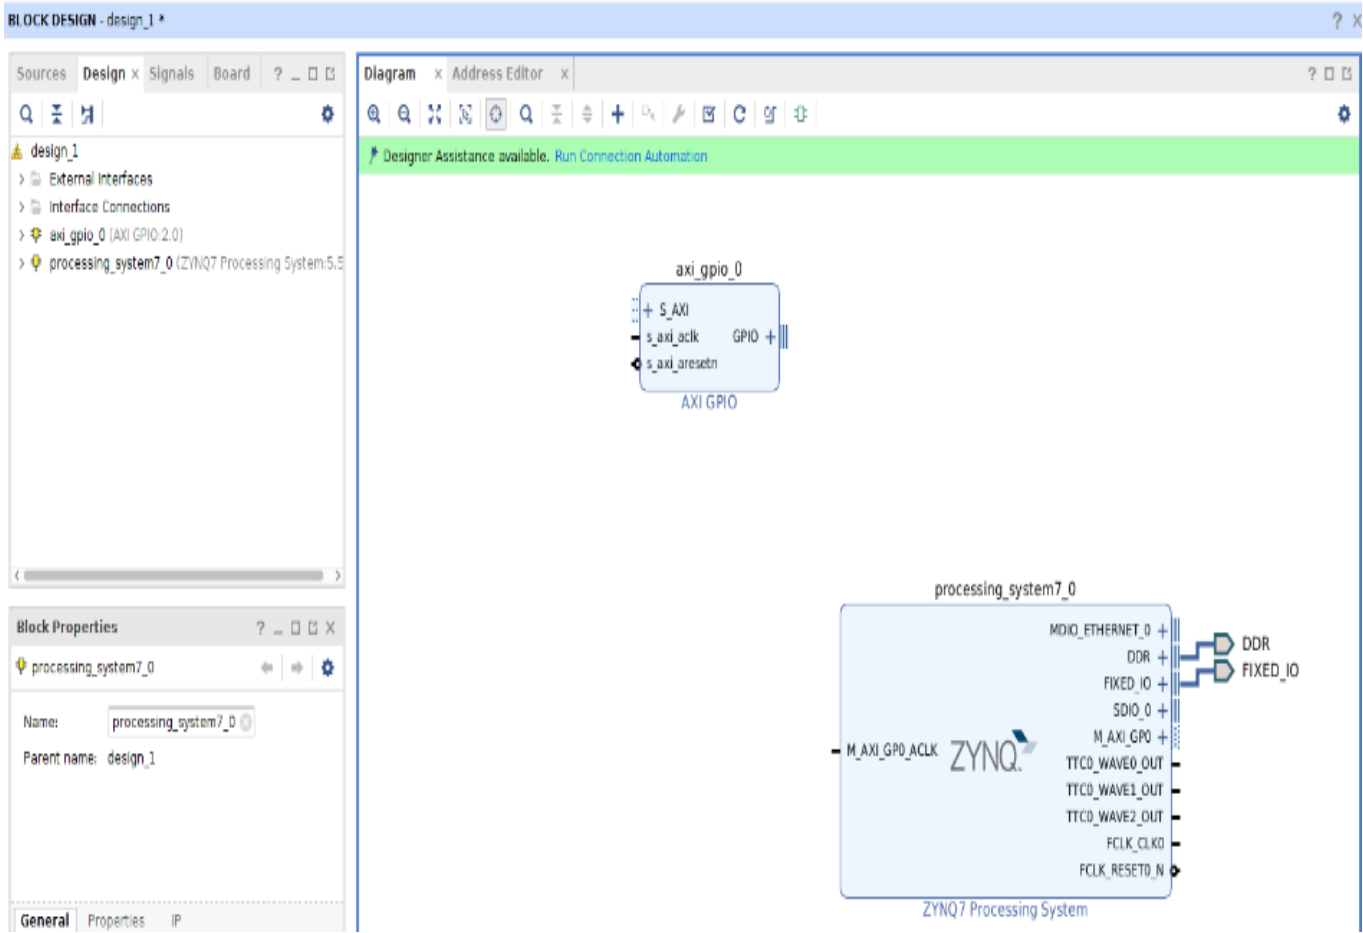 BLOCK DESIGN - design_1 *
Sources Design Signals Board
design_1
External Interfaces
Interface Connections
axi_gpio_0 (AXI GPIO:2.0)
processing_system7_0 (ZYNQ7 Processing System:5.5
Block Properties
processing_system7_0
Name: processing_system7_0
Parent name: design_1
General Properties IP
Diagram Address Editor
Designer Assistance available. Run Connection Automation
axi_gpio_0
S_AXI
s_axi_aclk GPIO
s_axi_aresetn
AXI GPIO
processing_system7_0
MDIO_ETHERNET_0
DDR DDR
FIXED_IO FIXED_IO
SDIO_0
M_AXI_GP0
M_AXI_GP0_ACLK ZYNQ.
TTC0_WAVE0_OUT
TTC0_WAVE1_OUT
TTC0_WAVE2_OUT
FCLK_CLK0
FCLK_RESET0_N
ZYNQ7 Processing System